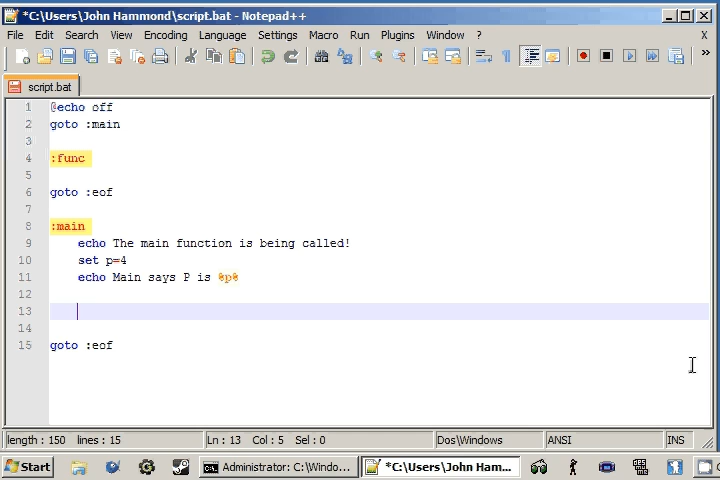 *C:\Users\John Hammond\script.bat - Notepad++
File Edit Search View Encoding Language Settings Macro Run Plugins Window ? X
script.bat
1 @echo off
2 goto :main
3
4 :func
5
6 goto :eof
7
8 :main
9 echo The main function is being called!
10 set p=4
11 echo Main says P is %p%
12
13
14
15 goto :eof
length : 150 lines : 15 Ln : 13 Col : 5 Sel : 0 Dos\Windows ANSI INS
Start Administrator: C:\Windo... *C:\Users\John Ham...